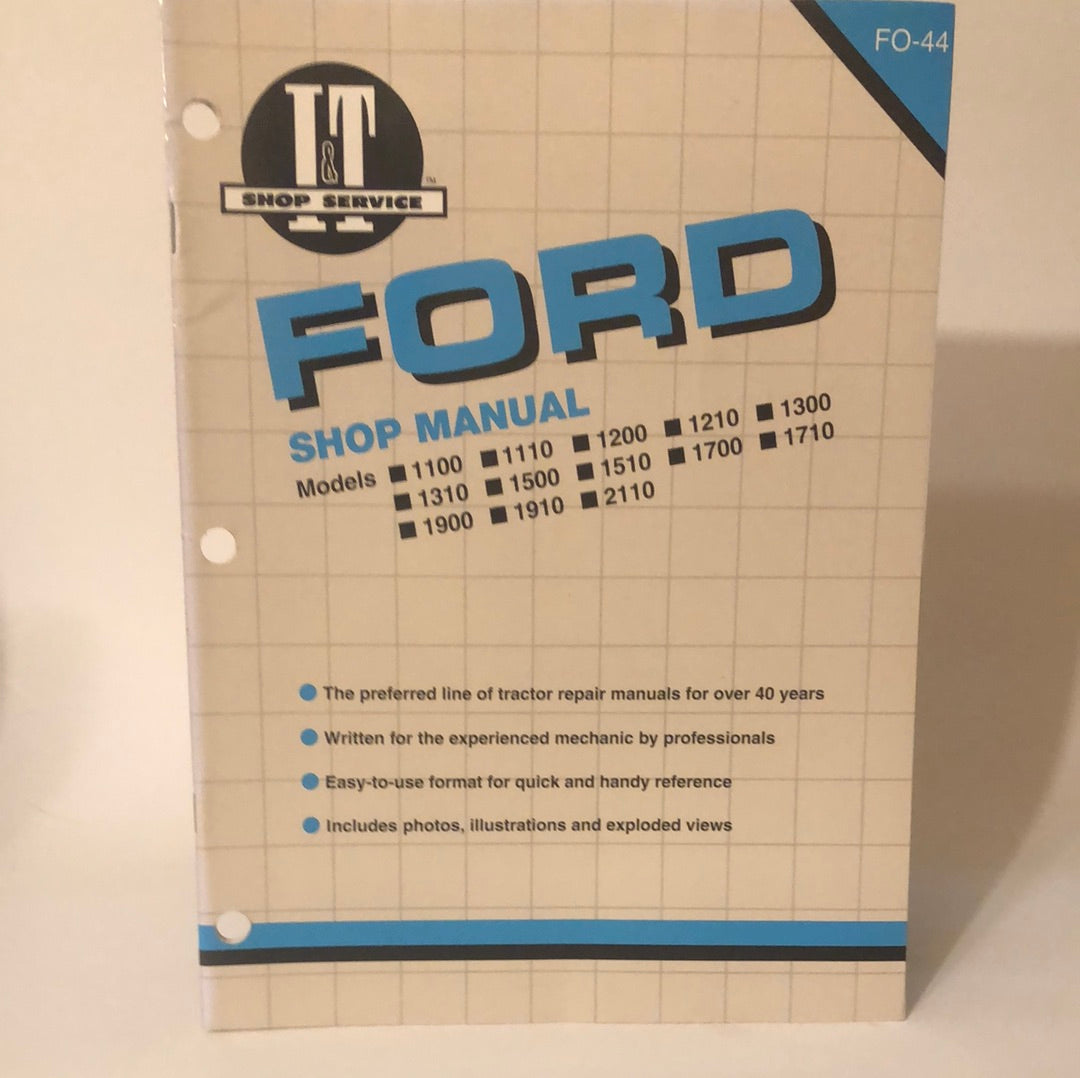 FO-44
I&T
™
SHOP SERVICE
FORD
SHOP MANUAL
Models ■ 1100 ■ 1110 ■ 1200 ■ 1210 ■ 1300
■ 1310 ■ 1500 ■ 1510 ■ 1700 ■ 1710
■ 1900 ■ 1910 ■ 2110
● The preferred line of tractor repair manuals for over 40 years
● Written for the experienced mechanic by professionals
● Easy-to-use format for quick and handy reference
● Includes photos, illustrations and exploded views